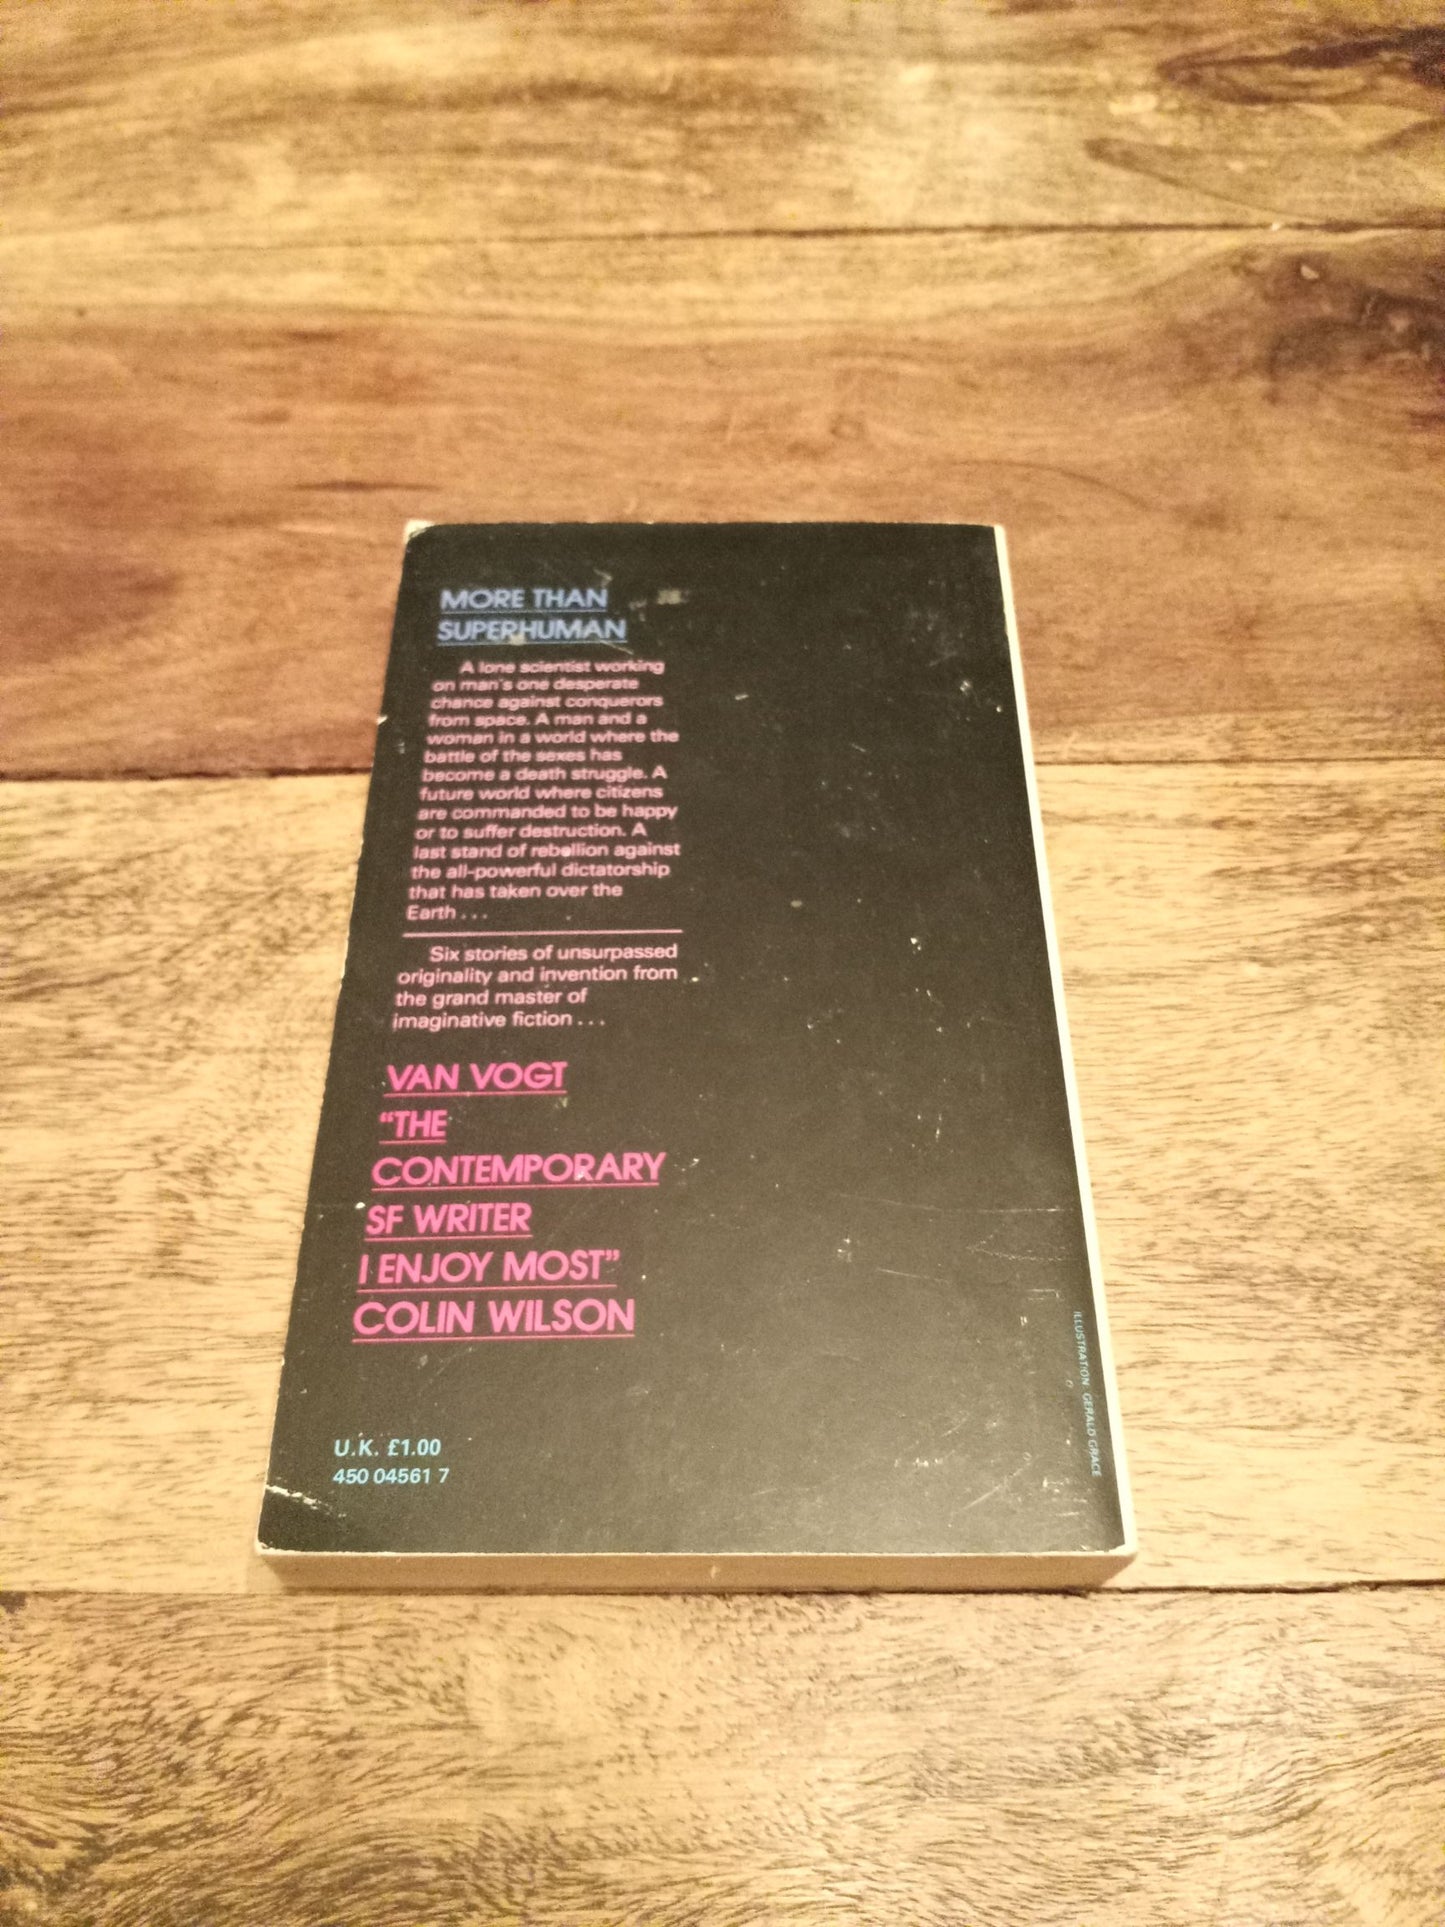 MORE THAN
SUPERHUMAN
A lone scientist working
on man's one desperate
chance against conquerors
from space. A man and a
woman in a world where the
battle of the sexes has
become a death struggle. A
future world where citizens
are commanded to be happy
or to suffer destruction. A
last stand of rebellion against
the all-powerful dictatorship
that has taken over the
Earth . . .
Six stories of unsurpassed
originality and invention from
the grand master of
imaginative fiction . . .
VAN VOGT
“THE
CONTEMPORARY
SF WRITER
I ENJOY MOST”
COLIN WILSON
U.K. £1.00
450 04561 7
ILLUSTRATION GERALD GRACE